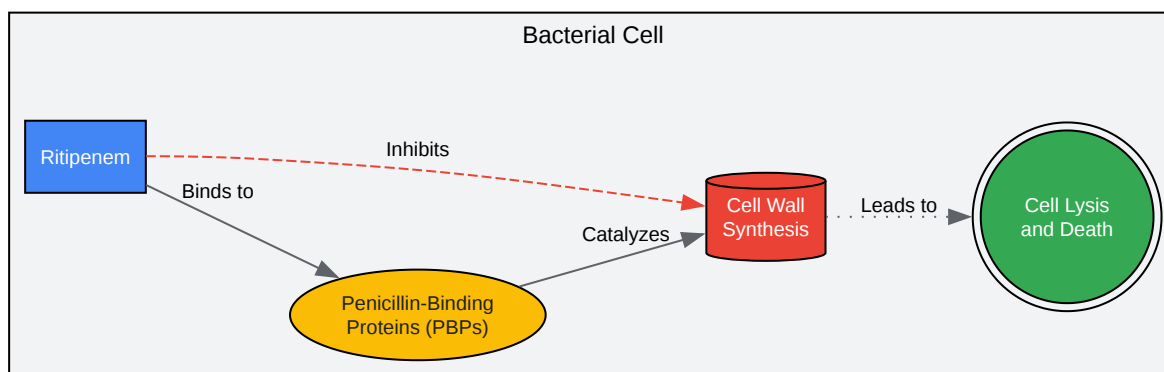 Bacterial Cell
Ritipenem
Inhibits
Binds to
Cell Wall
Synthesis
Leads to
Cell Lysis
and Death
Catalyzes
Penicillin-Binding
Proteins (PBPs)